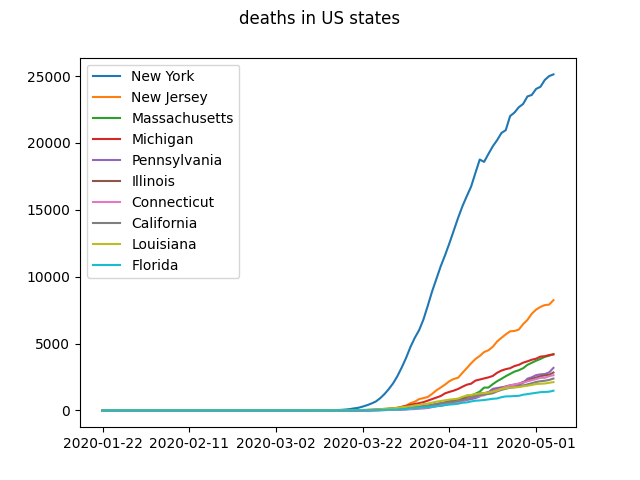 deaths in US states
25000
20000
15000
10000
5000
0
New York
New Jersey
Massachusetts
Michigan
Pennsylvania
Illinois
Connecticut
California
Louisiana
Florida
2020-01-22 2020-02-11 2020-03-02 2020-03-22 2020-04-11 2020-05-01